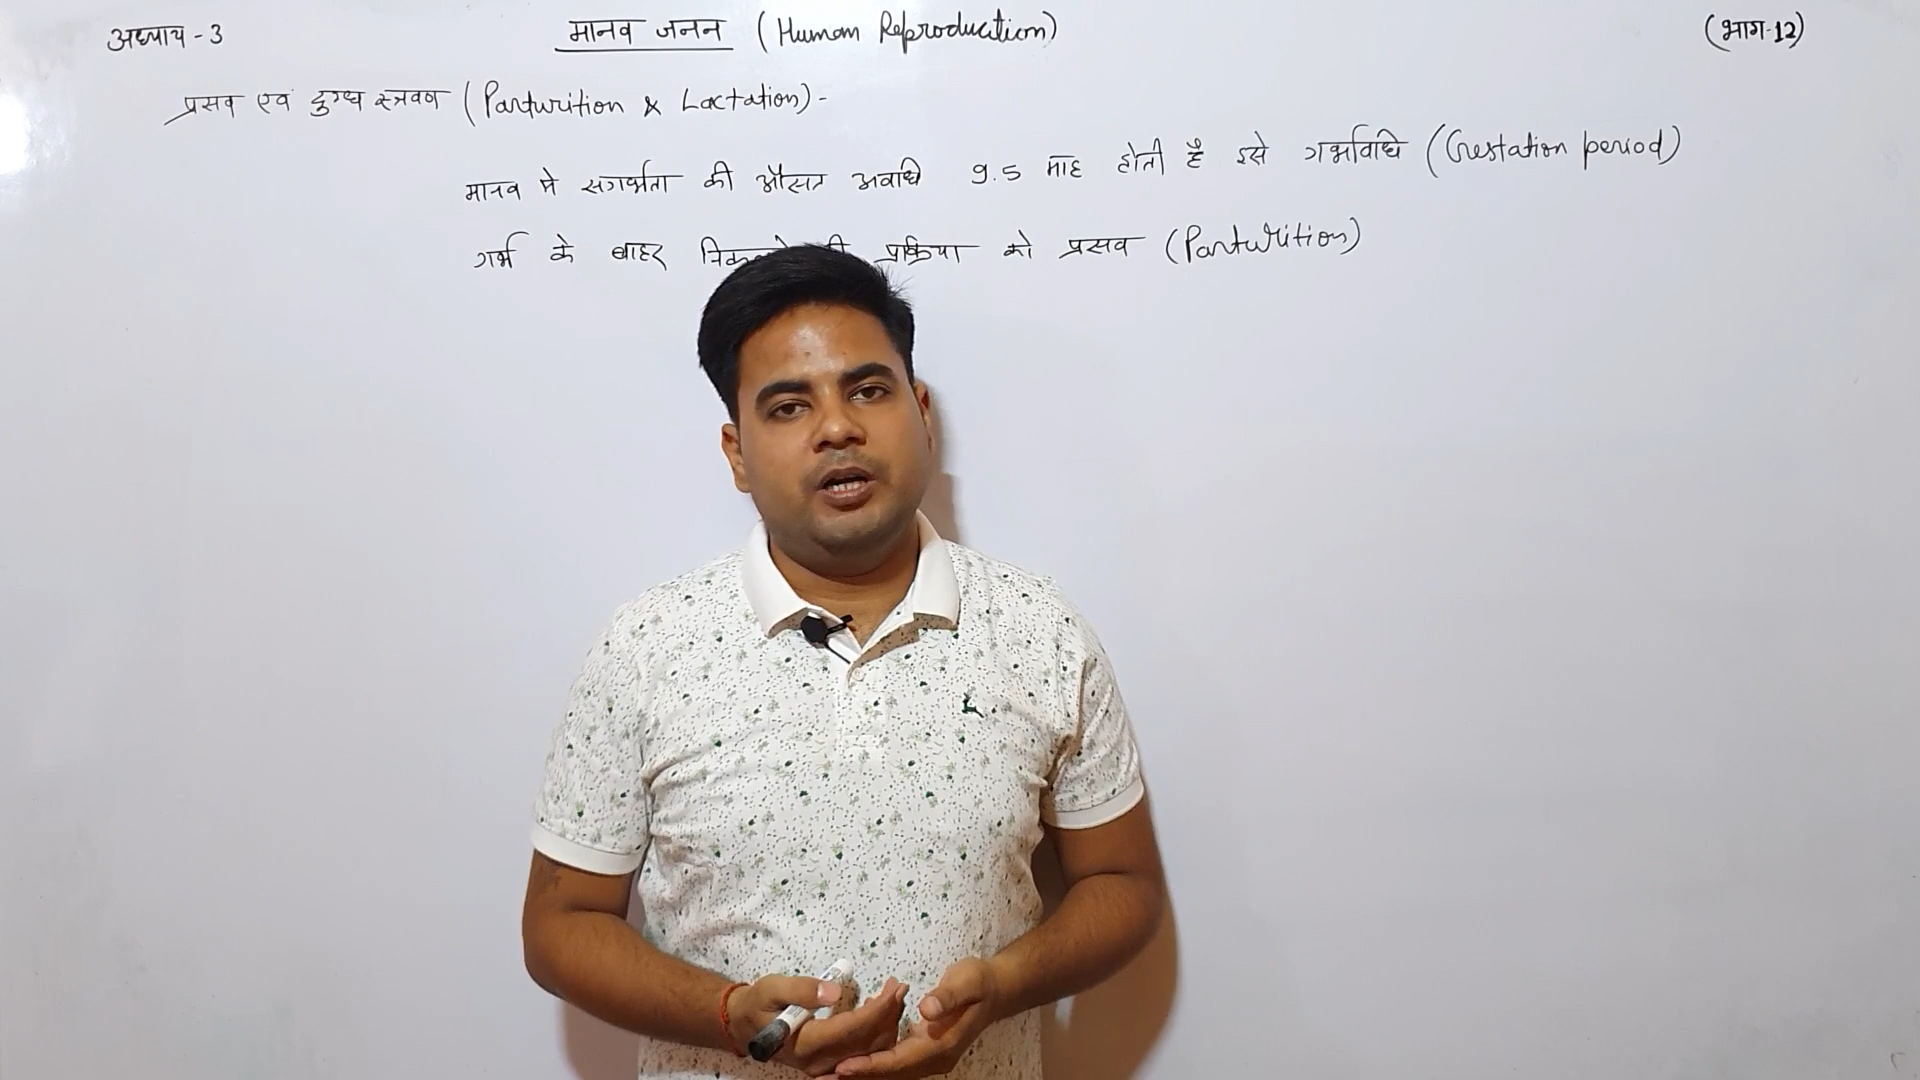 अध्याय - 3
मानव जनन (Human Reproduction)
(भाग-12)
प्रसव एवं दुग्ध स्त्रवण (Parturition & Lactation) -
मानव मे सगर्भता की औसत अवधि 9.5 माह होती है इसे गर्भावधि (Gestation period)
गर्भ के बाहर प्रक्रिया को प्रसव (Parturition)